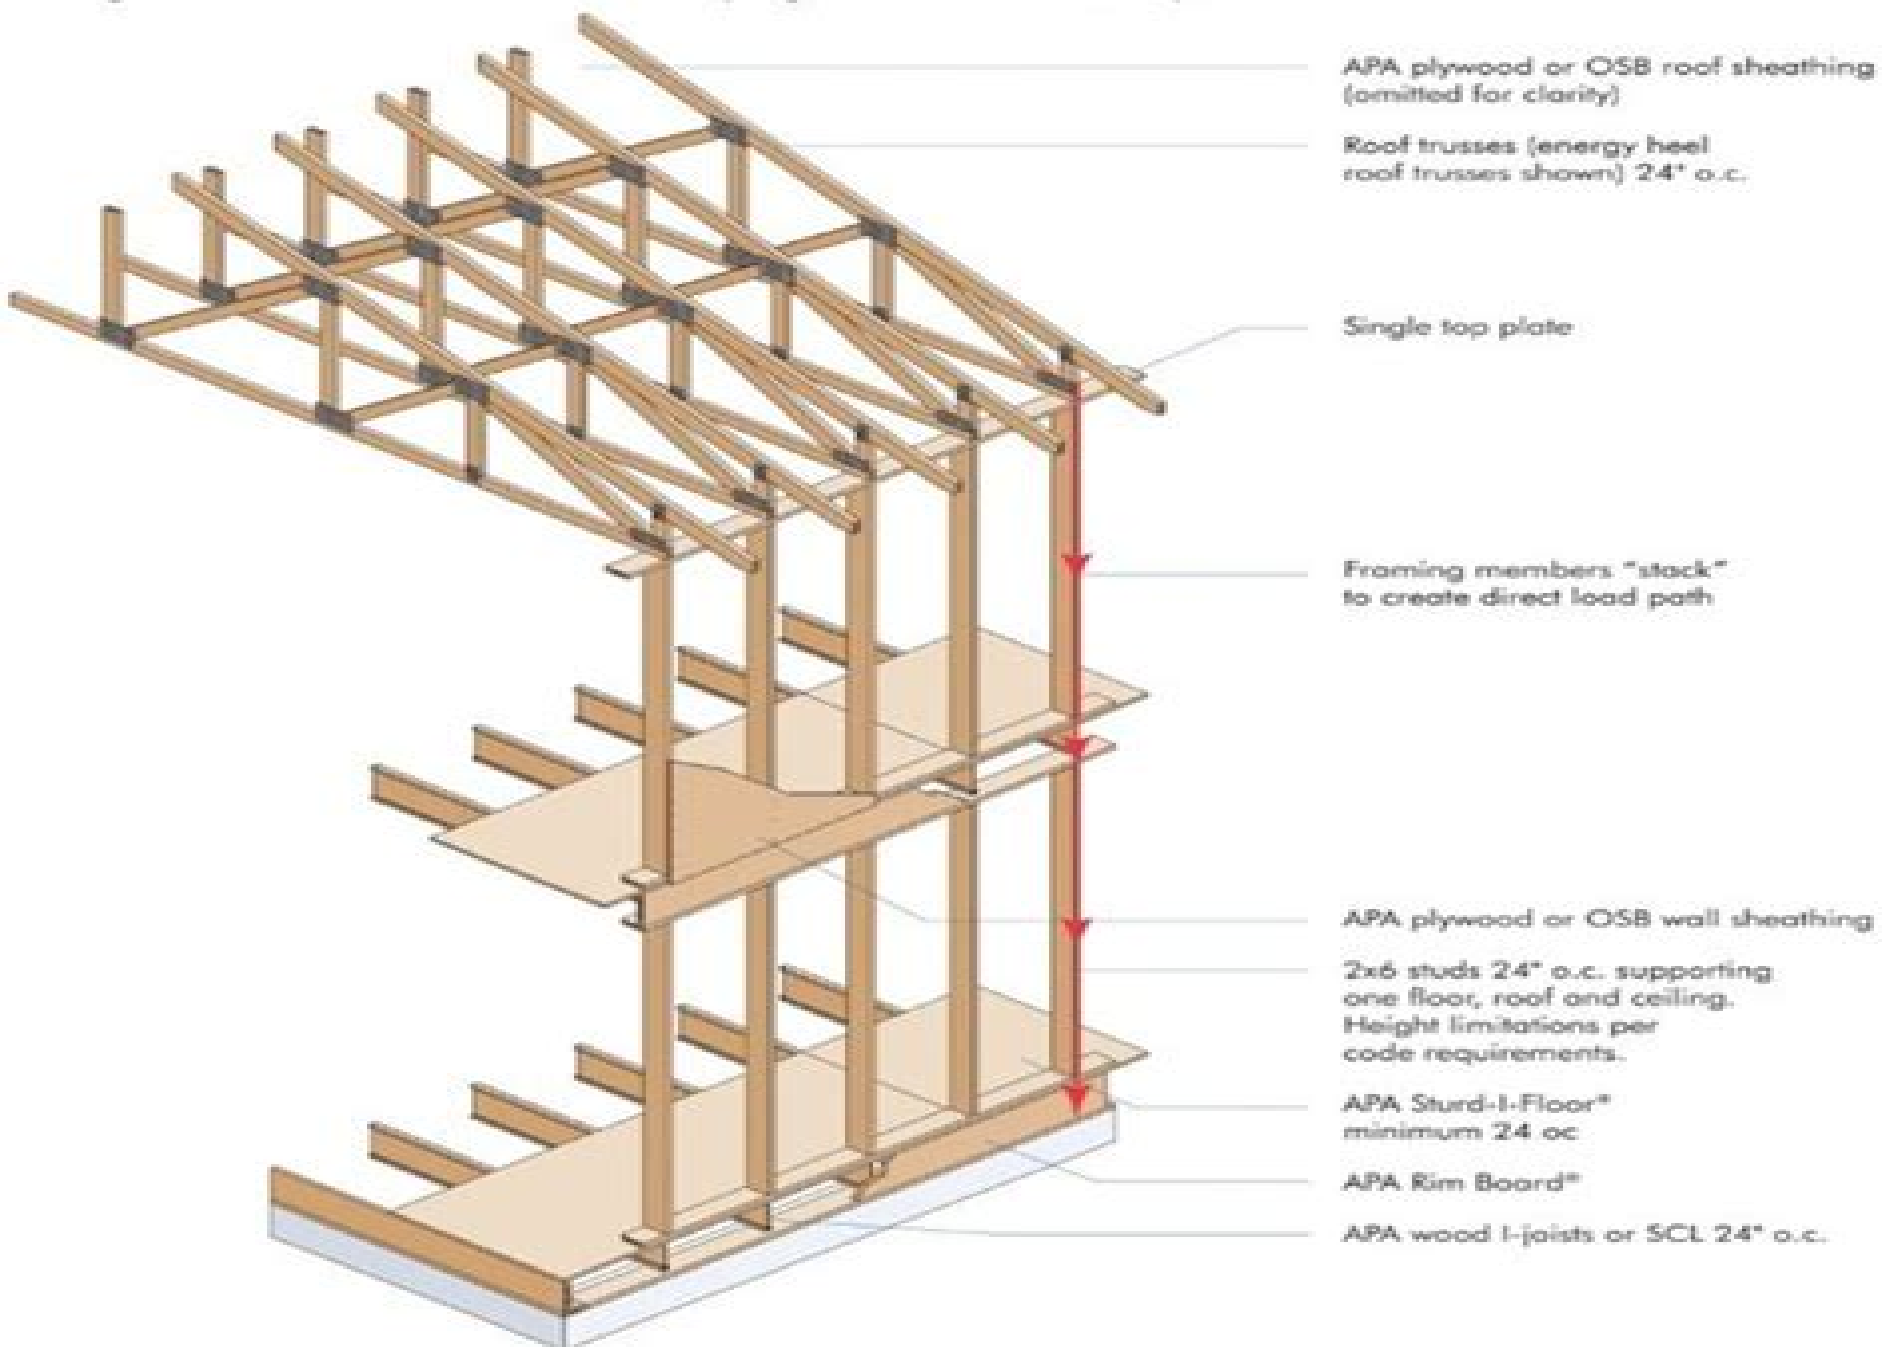 APA plywood or OSB roof sheathing
(omitted for clarity)
Roof trusses (energy heel
roof trusses shown) 24" o.c.
Single top plate
Framing members “stack”
to create direct load path
APA plywood or OSB wall sheathing
2x6 studs 24" o.c. supporting
one floor, roof and ceiling.
Height limitations per
code requirements.
APA Sturd-I-Floor®
minimum 24 oc
APA Rim Board®
APA wood I-joists or SCL 24" o.c.